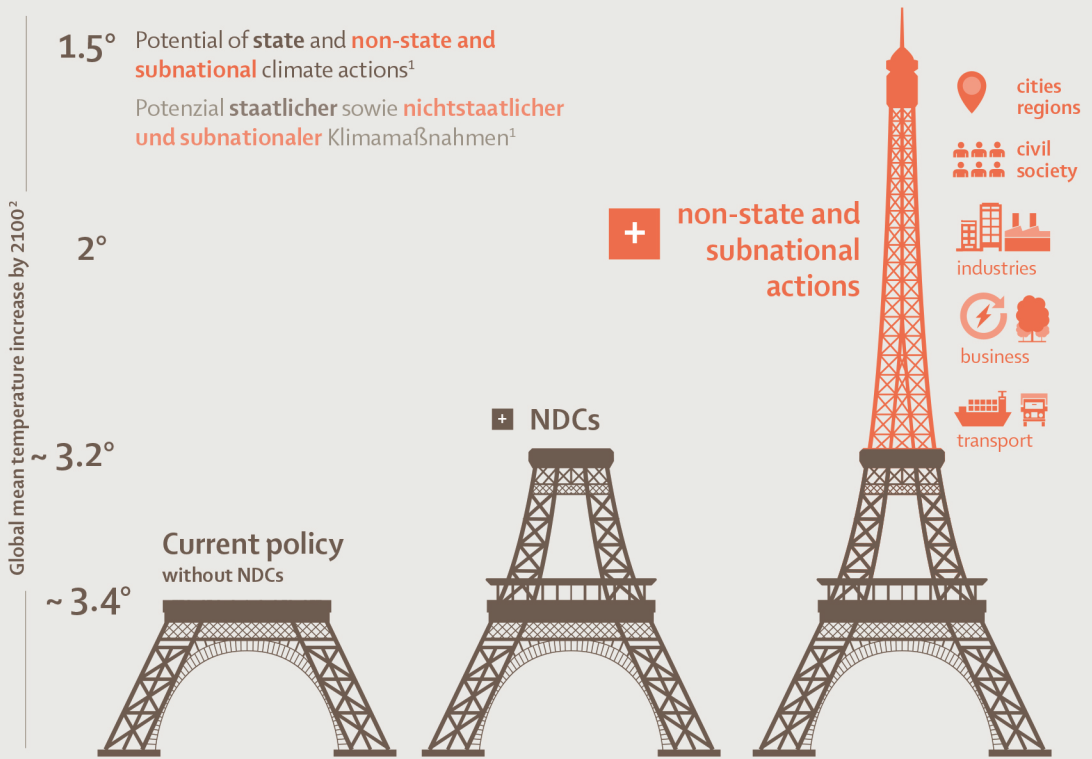 1.5°
Potential of state and non-state and
subnational climate actions¹
Potenzial staatlicher sowie nichtstaatlicher
und subnationaler Klimamaßnahmen¹
Global mean temperature increase by 2100²
2°
~ 3.2°
~ 3.4°
Current policy
without NDCs
+ NDCs
+
non-state and
subnational
actions
cities
regions
civil
society
industries
business
transport